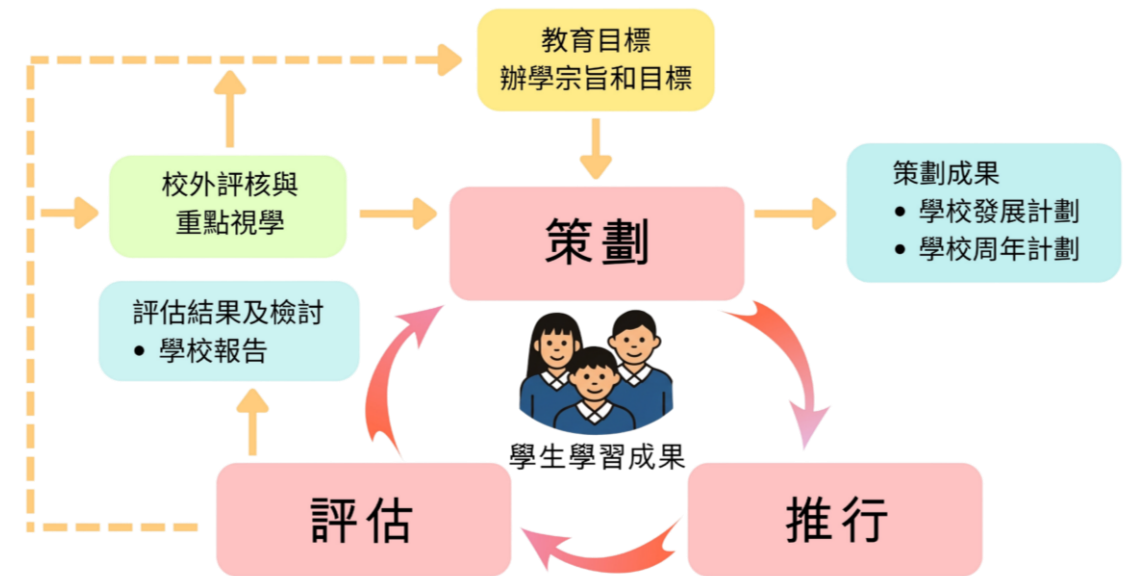 教育目標
辦學宗旨和目標
校外評核與
重點視學
策劃
策劃成果
• 學校發展計劃
• 學校周年計劃
評估結果及檢討
• 學校報告
學生學習成果
評估
推行